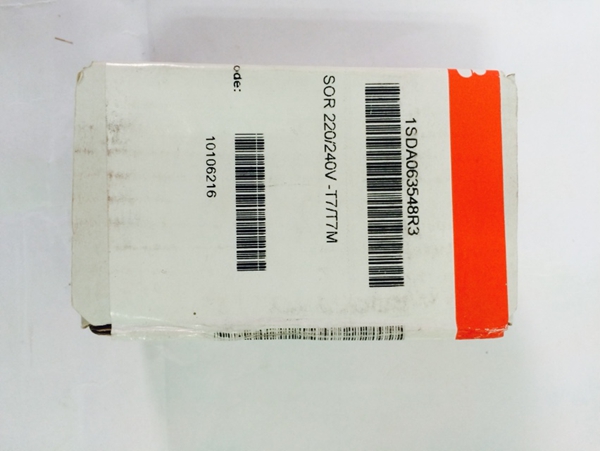 1SDA063548R3
SOR 220/240V -T7/T7M
ode:
10106216